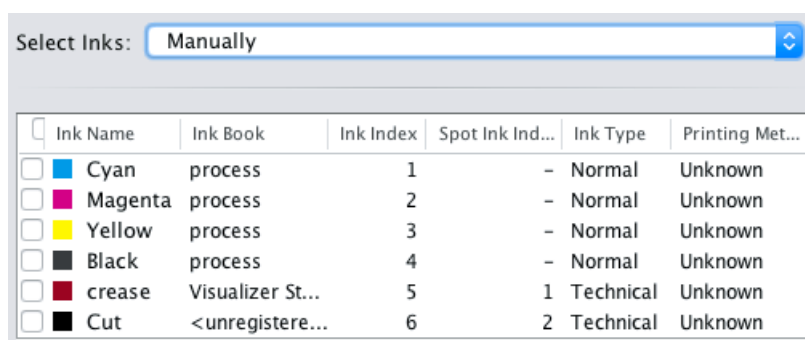 Select Inks: Manually
Ink Name Ink Book Ink Index Spot Ink Ind... Ink Type Printing Met...
Cyan process 1 – Normal Unknown
Magenta process 2 – Normal Unknown
Yellow process 3 – Normal Unknown
Black process 4 – Normal Unknown
crease Visualizer St... 5 1 Technical Unknown
Cut <unregistere... 6 2 Technical Unknown